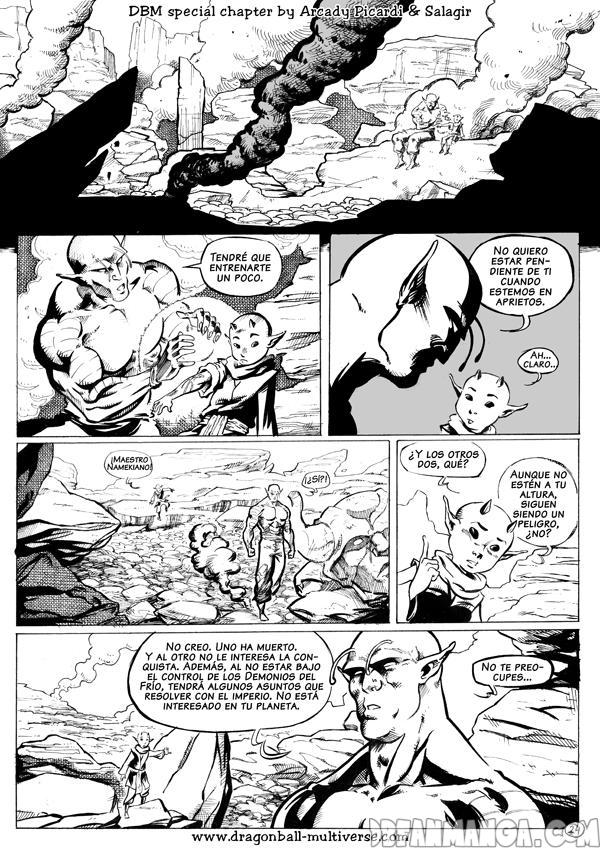 DBM special chapter by Arcady Picardi & Salagir
TENDRÉ QUE
ENTRENARTE
UN POCO.
NO QUIERO
ESTAR PEN-
DIENTE DE TI
CUANDO
ESTEMOS EN
APRIETOS.
AH...
CLARO..
¡MAESTRO
NAMEKIANO!
¡¿SÍ?!
¿Y LOS OTROS
DOS, QUÉ?
AUNQUE NO
ESTÉN A TU
ALTURA,
SIGUEN
SIENDO UN
PELIGRO,
¿NO?
NO CREO. UNO HA MUERTO.
Y AL OTRO NO LE INTERESA LA CON-
QUISTA. ADEMÁS, AL NO ESTAR BAJO
EL CONTROL DE LOS DEMONIOS DEL
FRÍO, TENDRÁ ALGUNOS ASUNTOS QUE
RESOLVER CON EL IMPERIO. NO ESTÁ
INTERESADO EN TU PLANETA.
NO TE PREO-
CUPES...
24
www.dragonball-multiverse.com
DRAANMANGA.COM